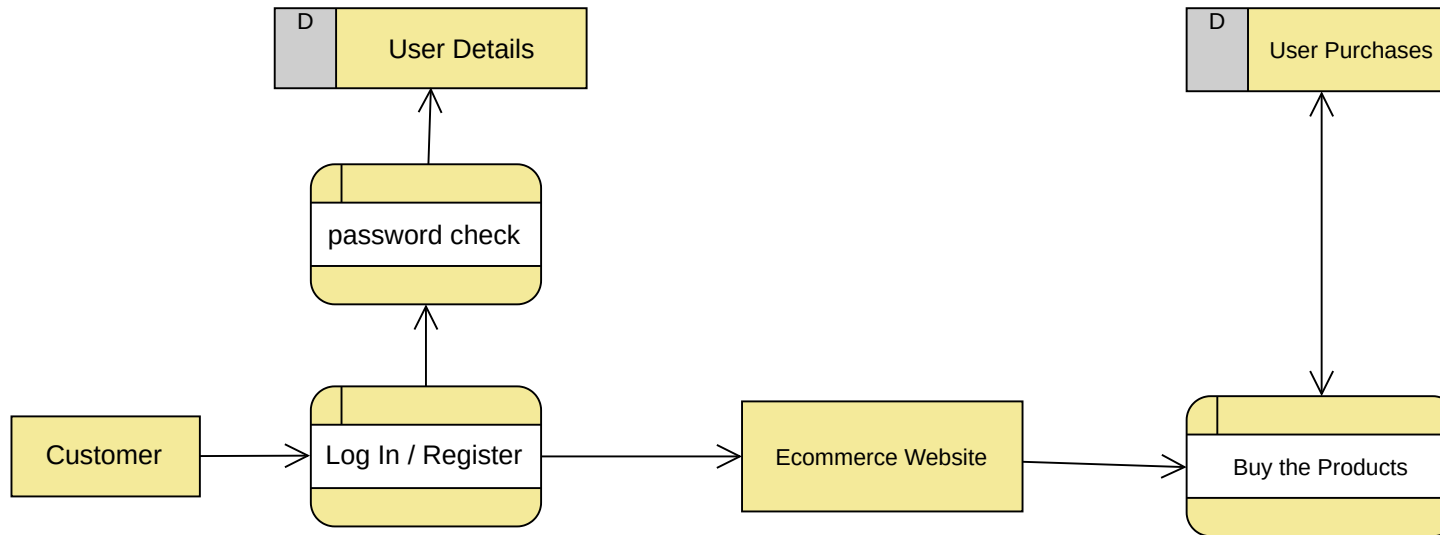 D
User Details
D
User Purchases
password check
Customer
Log In / Register
Ecommerce Website
Buy the Products